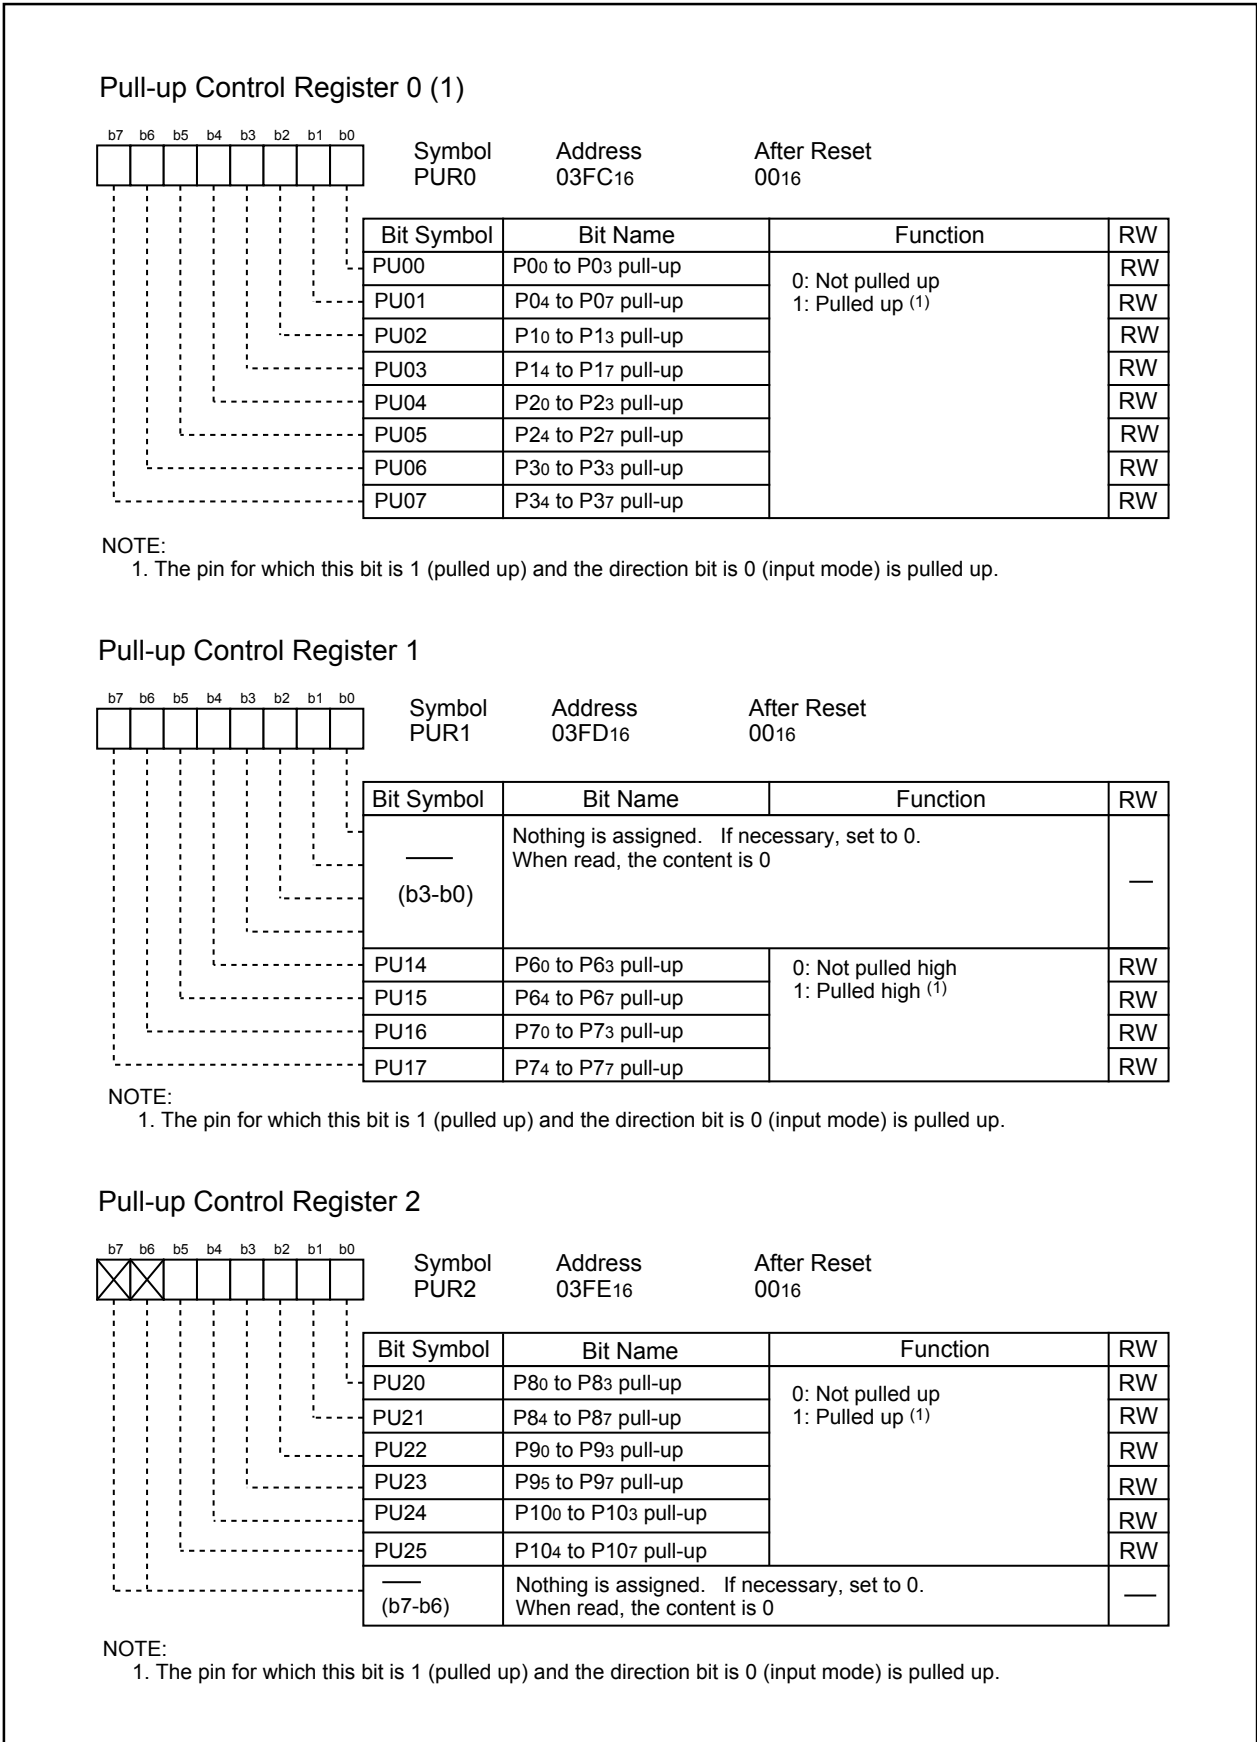 Pull-up Control Register 0 (1)
b7 b6 b5 b4 b3 b2 b1 b0
Symbol Address After Reset
PUR0 03FC16 0016
Bit Symbol Bit Name Function RW
PU00 P00 to P03 pull-up 0: Not pulled up RW
PU01 P04 to P07 pull-up 1: Pulled up (1) RW
PU02 P10 to P13 pull-up RW
PU03 P14 to P17 pull-up RW
PU04 P20 to P23 pull-up RW
PU05 P24 to P27 pull-up RW
PU06 P30 to P33 pull-up RW
PU07 P34 to P37 pull-up RW
NOTE:
1. The pin for which this bit is 1 (pulled up) and the direction bit is 0 (input mode) is pulled up.
Pull-up Control Register 1
b7 b6 b5 b4 b3 b2 b1 b0
Symbol Address After Reset
PUR1 03FD16 0016
Bit Symbol Bit Name Function RW
Nothing is assigned. If necessary, set to 0.
— When read, the content is 0
(b3-b0) —
PU14 P60 to P63 pull-up 0: Not pulled high RW
PU15 P64 to P67 pull-up 1: Pulled high (1) RW
PU16 P70 to P73 pull-up RW
PU17 P74 to P77 pull-up RW
NOTE:
1. The pin for which this bit is 1 (pulled up) and the direction bit is 0 (input mode) is pulled up.
Pull-up Control Register 2
b7 b6 b5 b4 b3 b2 b1 b0
Symbol Address After Reset
PUR2 03FE16 0016
Bit Symbol Bit Name Function RW
PU20 P80 to P83 pull-up 0: Not pulled up RW
PU21 P84 to P87 pull-up 1: Pulled up (1) RW
PU22 P90 to P93 pull-up RW
PU23 P95 to P97 pull-up RW
PU24 P100 to P103 pull-up RW
PU25 P104 to P107 pull-up RW
— Nothing is assigned. If necessary, set to 0. —
(b7-b6) When read, the content is 0
NOTE:
1. The pin for which this bit is 1 (pulled up) and the direction bit is 0 (input mode) is pulled up.